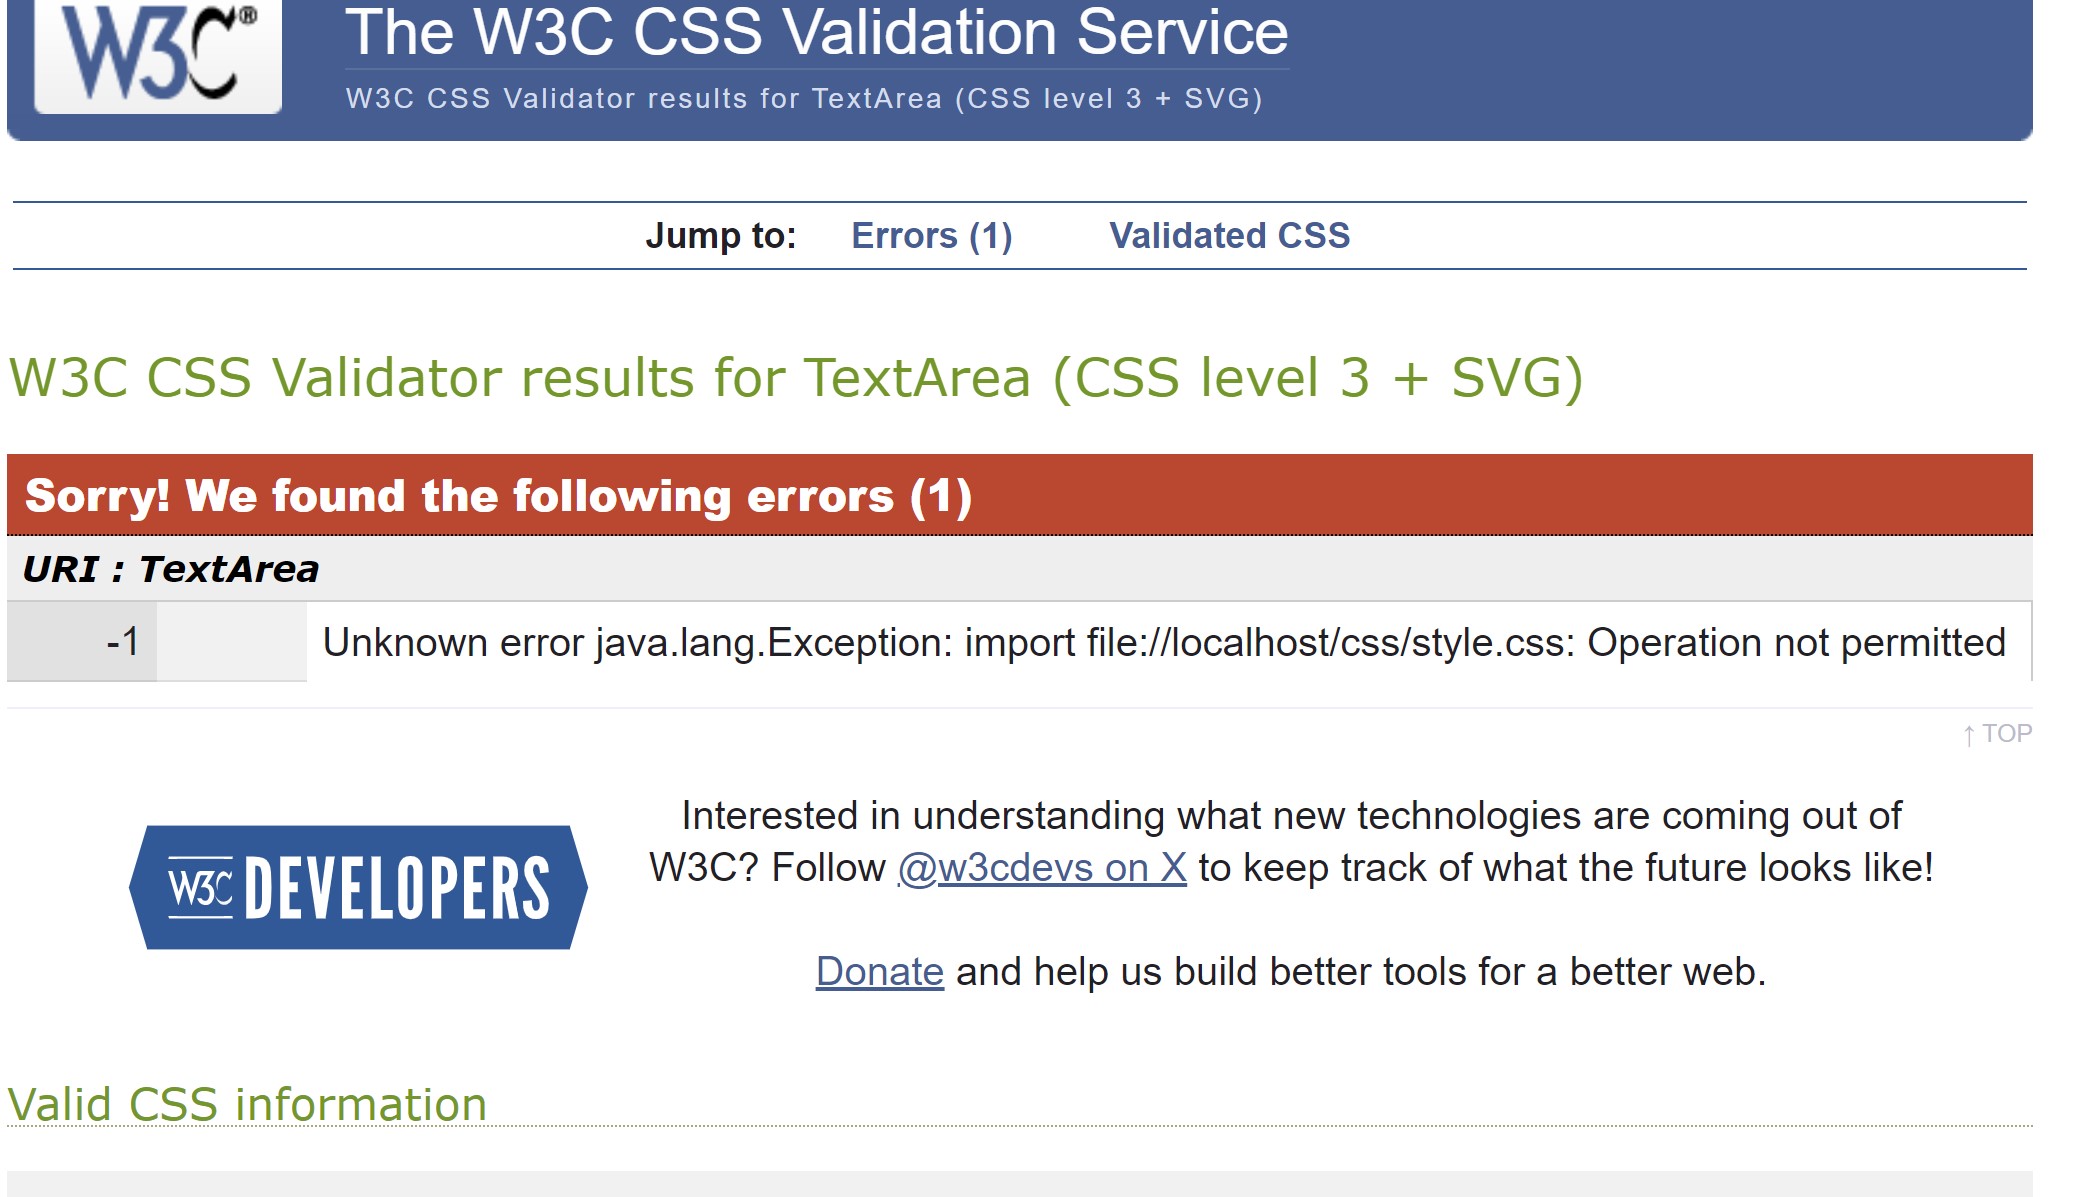 W3C®
The W3C CSS Validation Service
W3C CSS Validator results for TextArea (CSS level 3 + SVG)
Jump to: Errors (1) Validated CSS
W3C CSS Validator results for TextArea (CSS level 3 + SVG)
Sorry! We found the following errors (1)
URI : TextArea
-1 Unknown error java.lang.Exception: import file://localhost/css/style.css: Operation not permitted
↑ TOP
W3C DEVELOPERS
Interested in understanding what new technologies are coming out of
W3C? Follow @w3cdevs on X to keep track of what the future looks like!
Donate and help us build better tools for a better web.
Valid CSS information